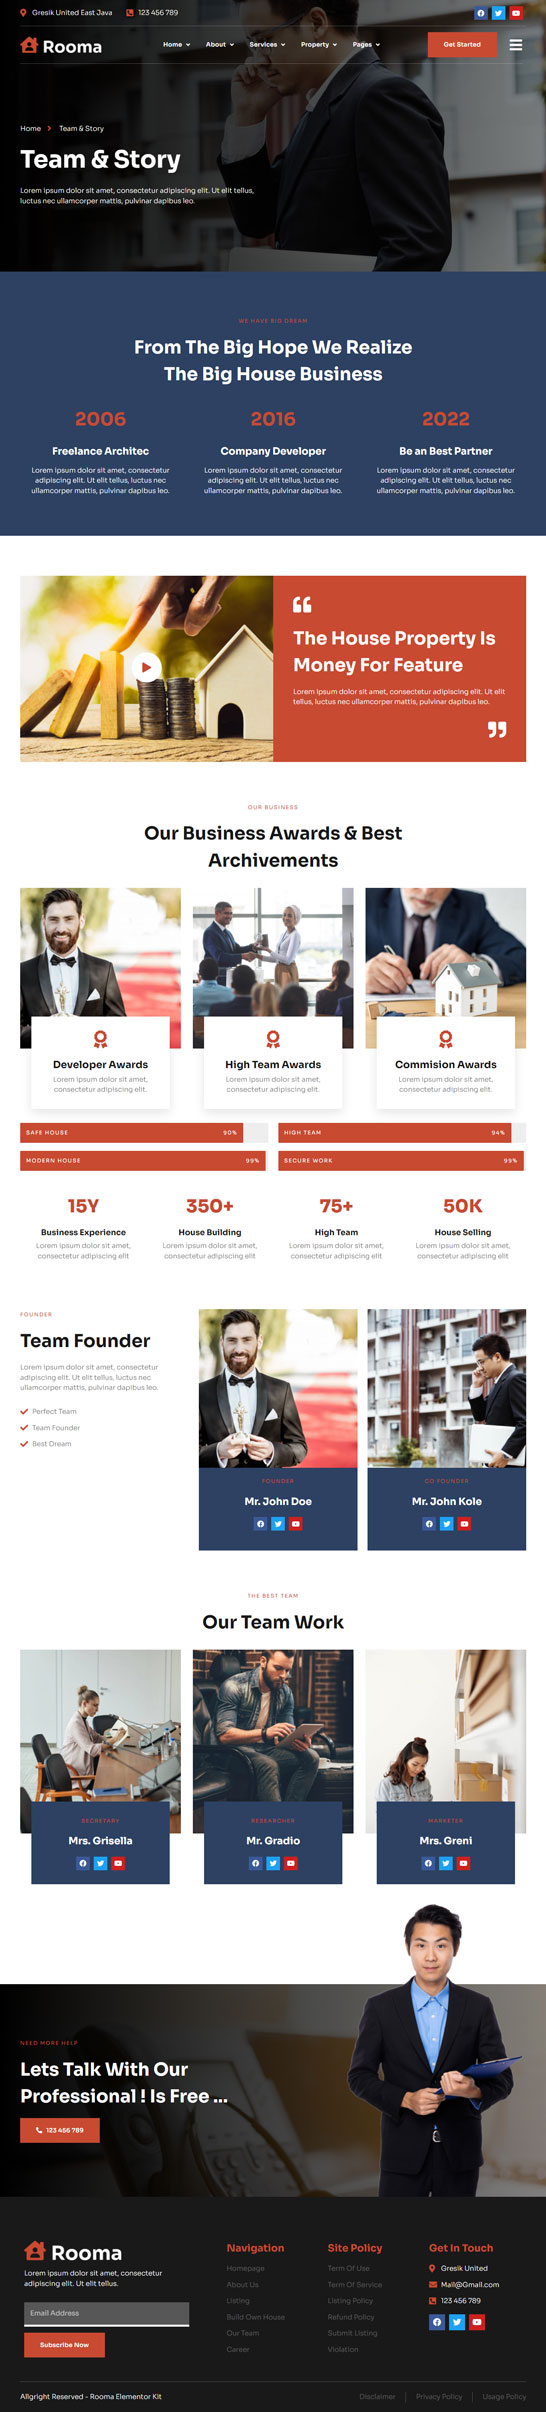 Gresik United East Java 123 456 789
Rooma Home About Services Property Pages Get Started
Home Team & Story
Team & Story
Lorem ipsum dolor sit amet, consectetur adipiscing elit. Ut elit tellus,
luctus nec ullamcorper mattis, pulvinar dapibus leo.
WE HAVE BIG DREAM
From The Big Hope We Realize
The Big House Business
2006
Freelance Architec
Lorem ipsum dolor sit amet, consectetur
adipiscing elit. Ut elit tellus, luctus nec
ullamcorper mattis, pulvinar dapibus leo.
2016
Company Developer
Lorem ipsum dolor sit amet, consectetur
adipiscing elit. Ut elit tellus, luctus nec
ullamcorper mattis, pulvinar dapibus leo.
2022
Be an Best Partner
Lorem ipsum dolor sit amet, consectetur
adipiscing elit. Ut elit tellus, luctus nec
ullamcorper mattis, pulvinar dapibus leo.
“
The House Property Is
Money For Feature
Lorem ipsum dolor sit amet, consectetur adipiscing elit. Ut elit
tellus, luctus nec ullamcorper mattis, pulvinar dapibus leo.
”
OUR BUSINESS
Our Business Awards & Best
Archivements
Developer Awards
Lorem ipsum dolor sit amet,
consectetur adipiscing elit.
High Team Awards
Lorem ipsum dolor sit amet,
consectetur adipiscing elit.
Commision Awards
Lorem ipsum dolor sit amet,
consectetur adipiscing elit.
SAFE HOUSE 90%
HIGH TEAM 94%
MODERN HOUSE 99%
SECURE WORK 99%
15Y
Business Experience
Lorem ipsum dolor sit amet,
consectetur adipiscing elit
350+
House Building
Lorem ipsum dolor sit amet,
consectetur adipiscing elit
75+
High Team
Lorem ipsum dolor sit amet,
consectetur adipiscing elit
50K
House Selling
Lorem ipsum dolor sit amet,
consectetur adipiscing elit
FOUNDER
Team Founder
Lorem ipsum dolor sit amet, consectetur
adipiscing elit. Ut elit tellus, luctus nec
ullamcorper mattis, pulvinar dapibus leo.
Perfect Team
Team Founder
Best Dream
FOUNDER
Mr. John Doe
CO FOUNDER
Mr. John Kole
THE BEST TEAM
Our Team Work
SECRETARY
Mrs. Grisella
RESEARCHER
Mr. Gradio
MARKETER
Mrs. Greni
NEED MORE HELP
Lets Talk With Our
Professional ! Is Free ...
123 456 789
Rooma
Lorem ipsum dolor sit amet, consectetur
adipiscing elit. Ut elit tellus.
Email Address
Subscribe Now
Navigation
Homepage
About Us
Listing
Build Own House
Our Team
Career
Site Policy
Term Of Use
Term Of Service
Listing Policy
Refund Policy
Submit Listing
Violation
Get In Touch
Gresik United
Mail@Gmail.com
123 456 789
Allgright Reserved - Rooma Elementor Kit
Disclaimer Privacy Policy Usage Policy